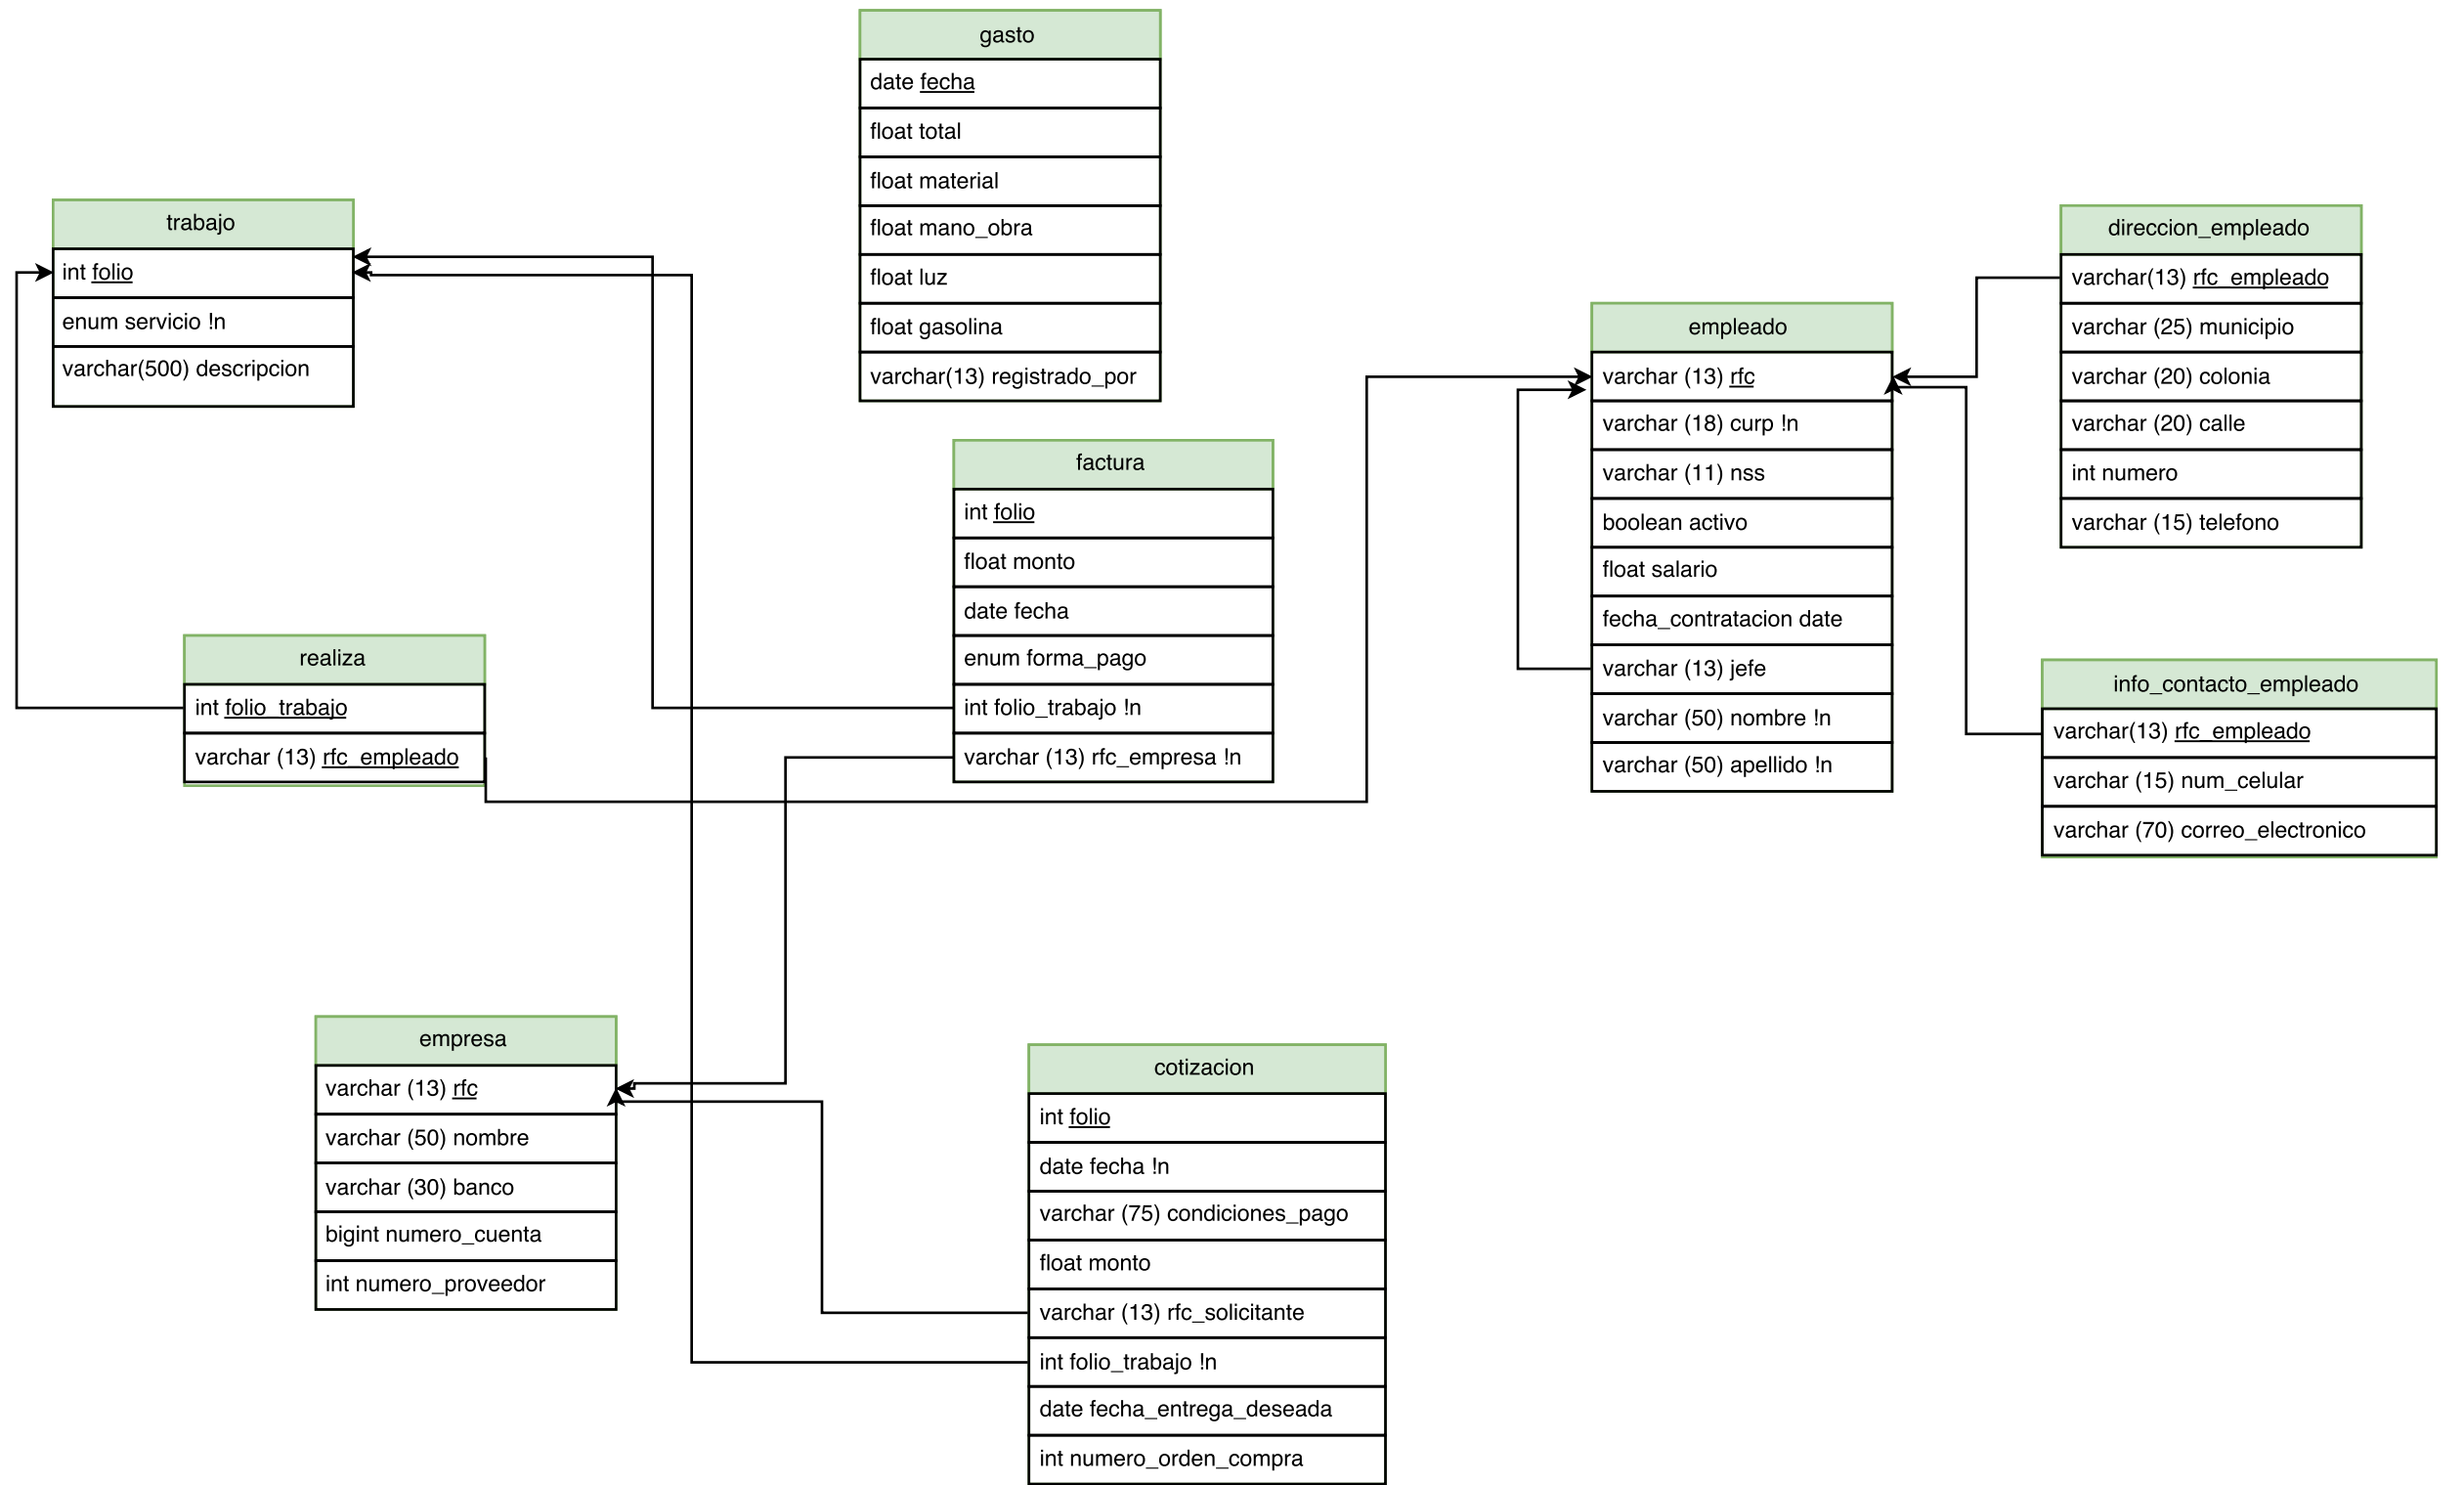 gasto
date fecha
float total
float material
float mano_obra
float luz
float gasolina
varchar(13) registrado_por
trabajo
int folio
enum servicio !n
varchar(500) descripcion
direccion_empleado
varchar(13) rfc_empleado
varchar (25) municipio
varchar (20) colonia
varchar (20) calle
int numero
varchar (15) telefono
empleado
varchar (13) rfc
varchar (18) curp !n
varchar (11) nss
boolean activo
float salario
fecha_contratacion date
varchar (13) jefe
varchar (50) nombre !n
varchar (50) apellido !n
factura
int folio
float monto
date fecha
enum forma_pago
int folio_trabajo !n
varchar (13) rfc_empresa !n
realiza
int folio_trabajo
varchar (13) rfc_empleado
info_contacto_empleado
varchar(13) rfc_empleado
varchar (15) num_celular
varchar (70) correo_electronico
empresa
varchar (13) rfc
varchar (50) nombre
varchar (30) banco
bigint numero_cuenta
int numero_proveedor
cotizacion
int folio
date fecha !n
varchar (75) condiciones_pago
float monto
varchar (13) rfc_solicitante
int folio_trabajo !n
date fecha_entrega_deseada
int numero_orden_compra